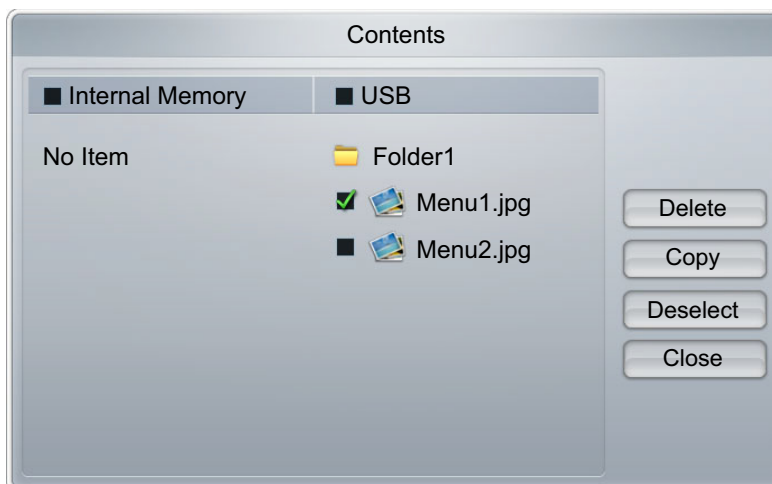 Contents
Internal Memory
USB
No Item
Folder1
Menu1.jpg
Menu2.jpg
Delete
Copy
Deselect
Close